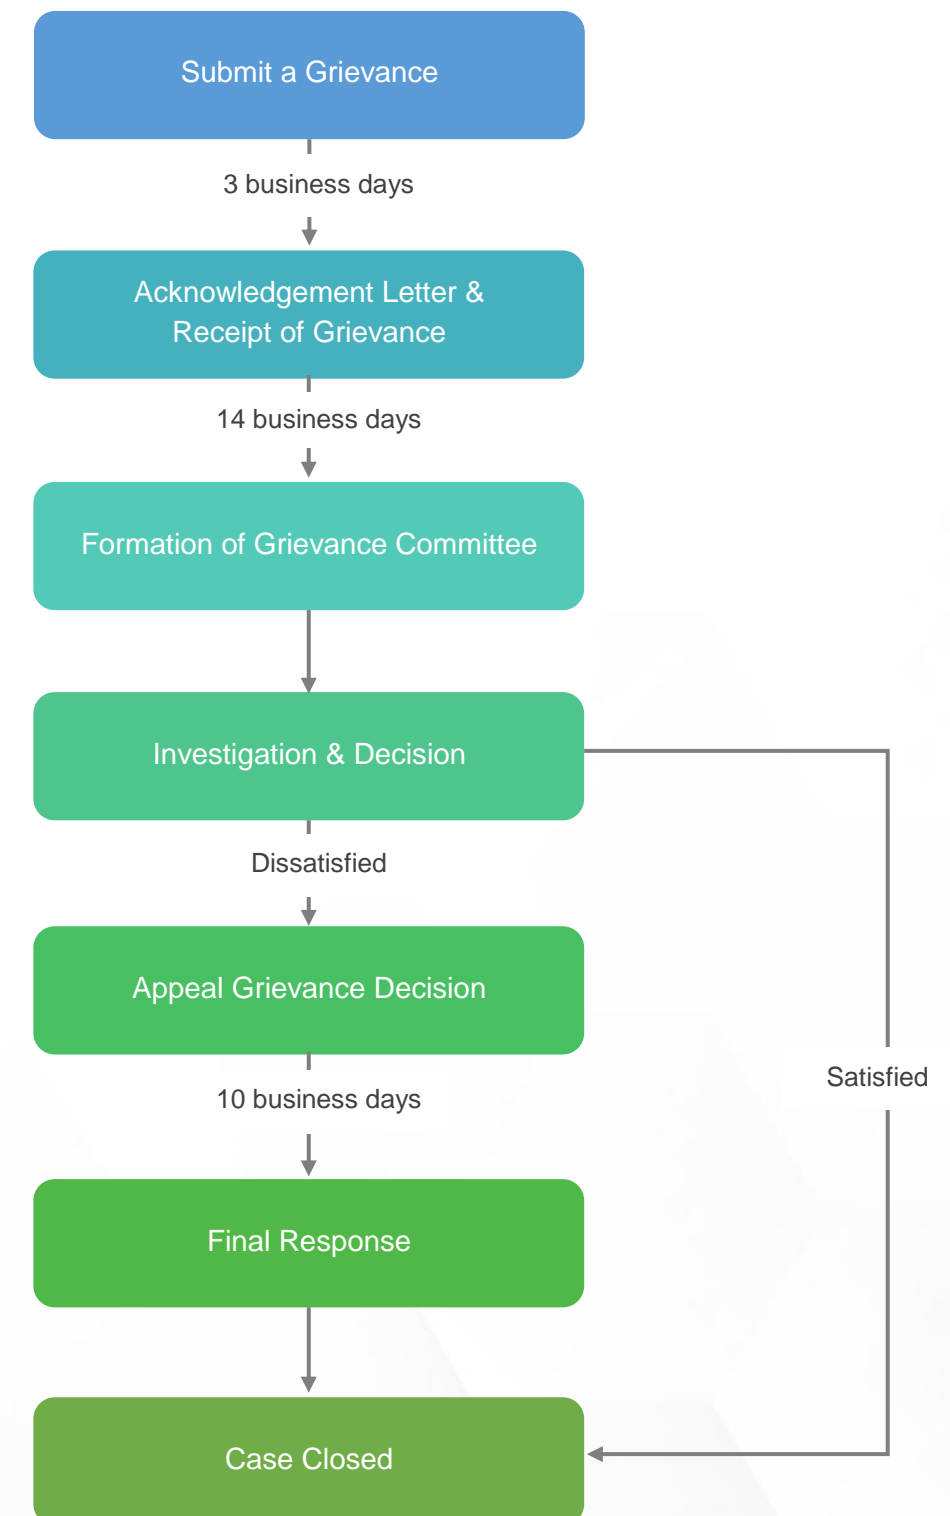 Submit a Grievance
3 business days
Acknowledgement Letter &
Receipt of Grievance
14 business days
Formation of Grievance Committee
Investigation & Decision
Dissatisfied
Appeal Grievance Decision
Satisfied
10 business days
Final Response
Case Closed